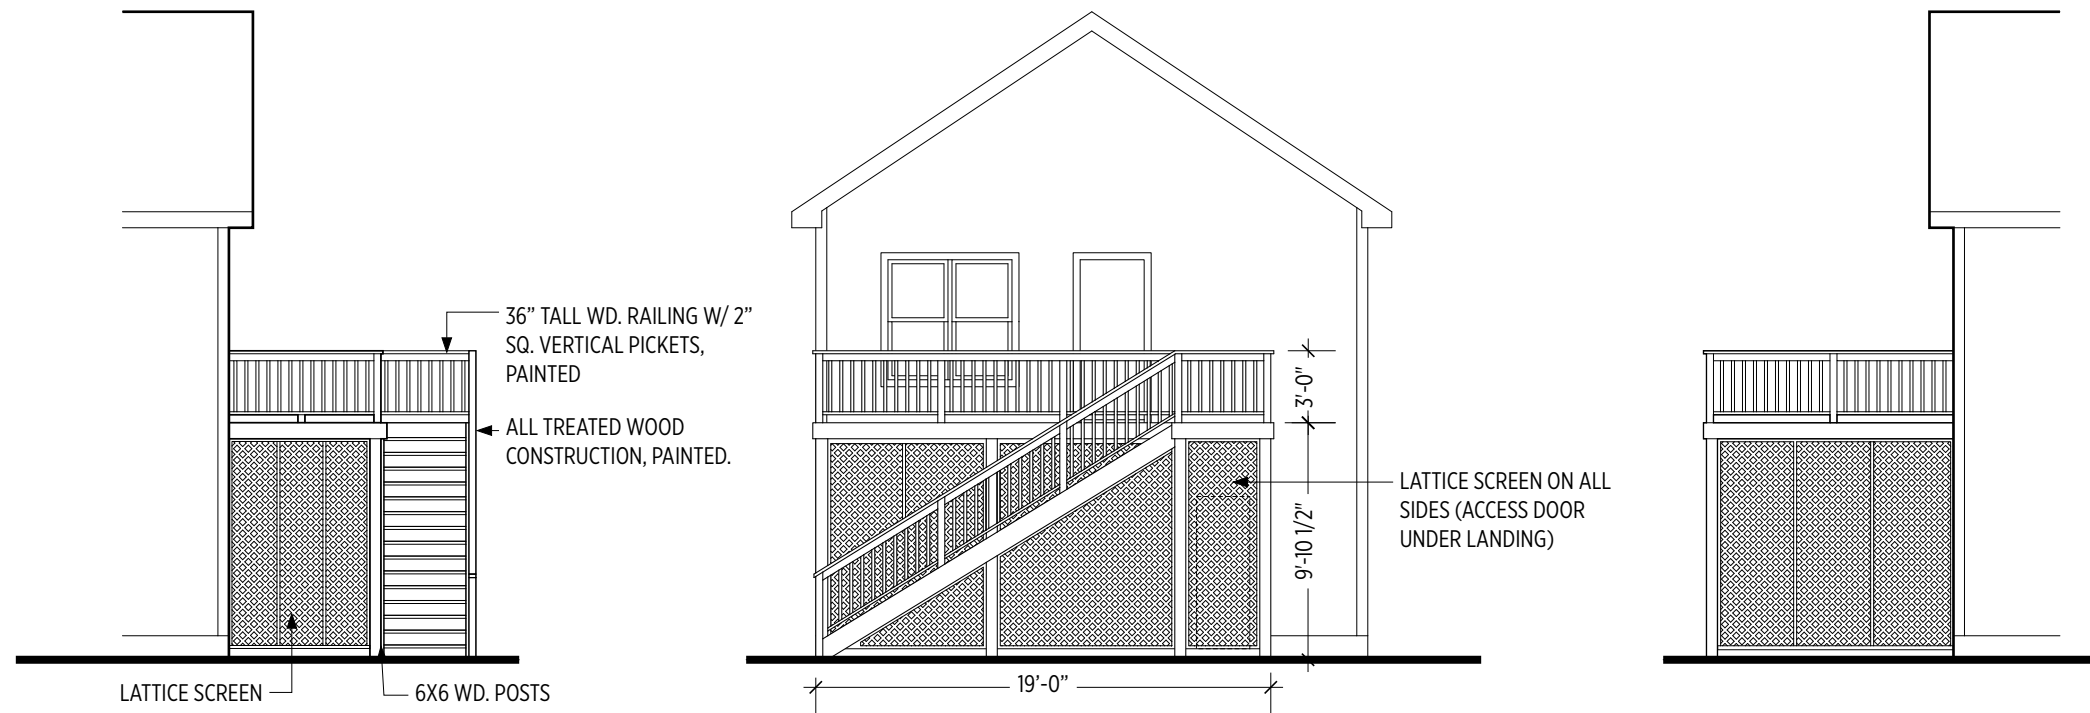 36” TALL WD. RAILING W/ 2”
SQ. VERTICAL PICKETS,
PAINTED
ALL TREATED WOOD
CONSTRUCTION, PAINTED.
LATTICE SCREEN
6X6 WD. POSTS
3'-0"
9'-10 1/2"
19’-0”
LATTICE SCREEN ON ALL
SIDES (ACCESS DOOR
UNDER LANDING)